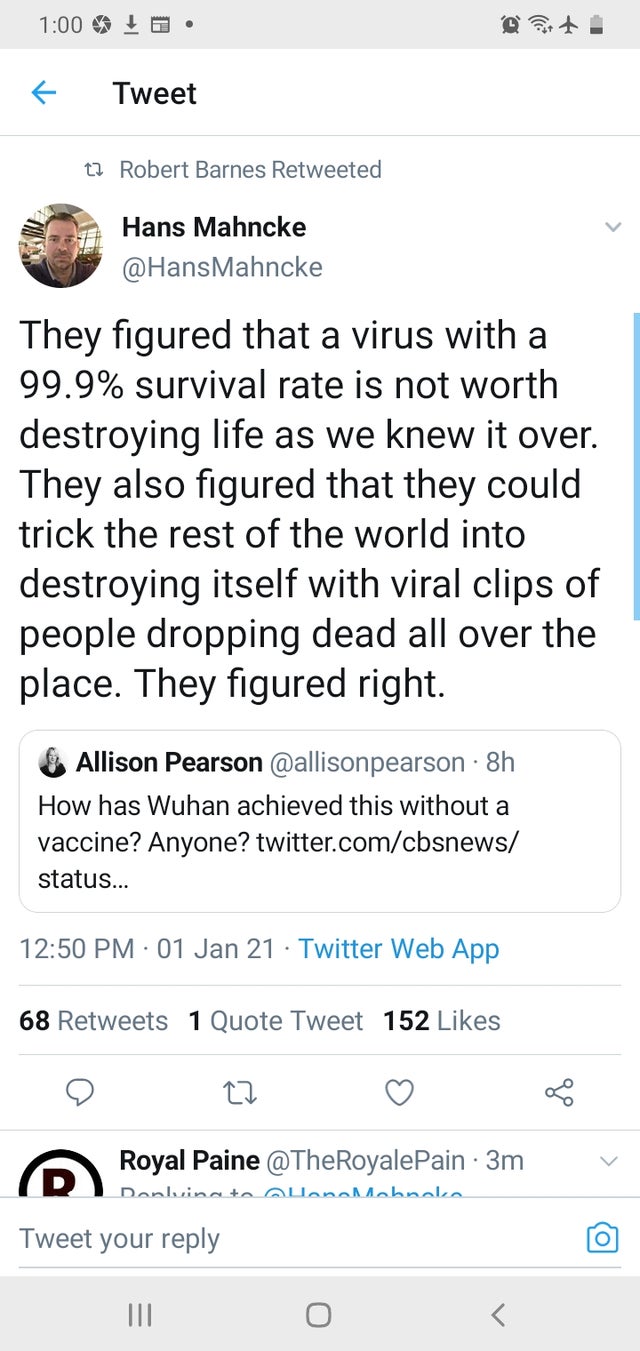 1:00
Tweet
Robert Barnes Retweeted
Hans Mahncke
@HansMahncke
They figured that a virus with a
99.9% survival rate is not worth
destroying life as we knew it over.
They also figured that they could
trick the rest of the world into
destroying itself with viral clips of
people dropping dead all over the
place. They figured right.
Allison Pearson @allisonpearson · 8h
How has Wuhan achieved this without a
vaccine? Anyone? twitter.com/cbsnews/
status…
12:50 PM · 01 Jan 21 · Twitter Web App
68 Retweets 1 Quote Tweet 152 Likes
Royal Paine @TheRoyalePain · 3m
R
Replying to @HansMahncke
Tweet your reply